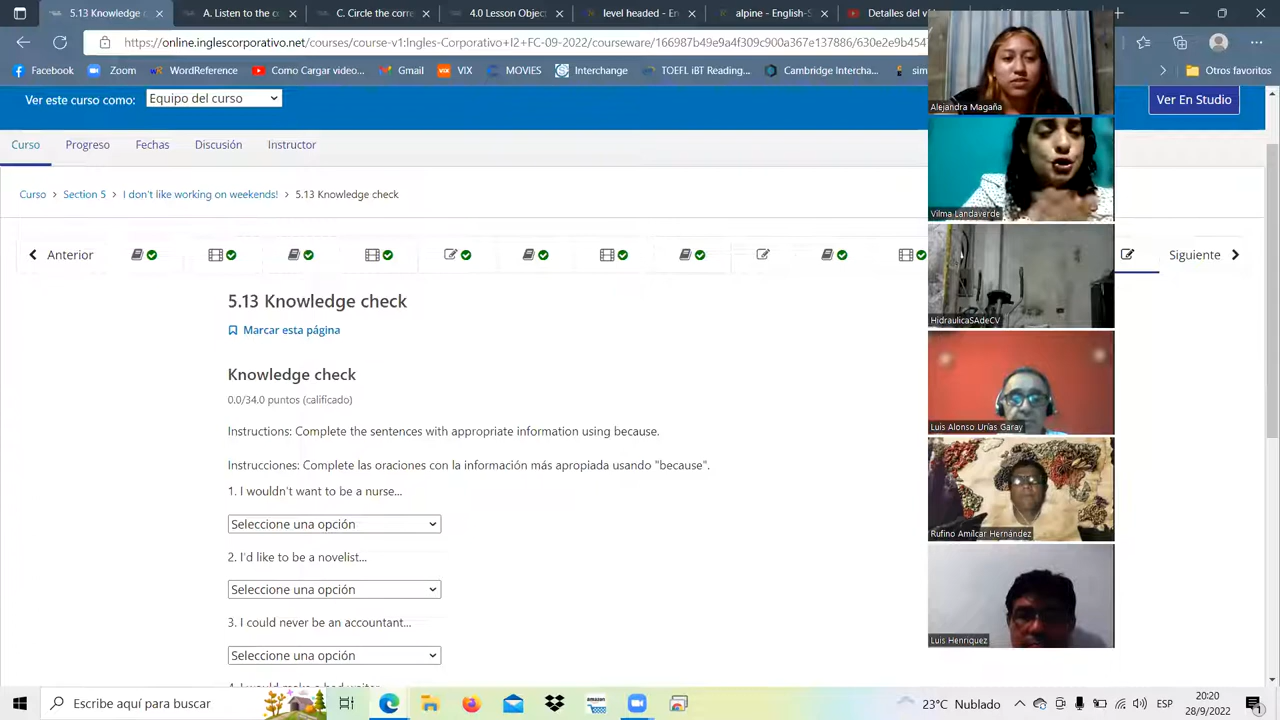 5.13 Knowledge check
A. Listen to the c
C. Circle the corr
4.0 Lesson Objec
level headed - En
alpine - English-S
Detalles del v
https://online.inglescorporativo.net/courses/course-v1:Ingles-Corporativo+I2+FC-09-2022/courseware/166987b49e9a4f309c900a367e137886/630e2e9b454
Facebook
Zoom
WordReference
Como crear video...
Gmail
VIX
MOVIES
Interchange
TOEFL iBT Read...
Cambridge Intercha...
sim
Otros favoritos
Ver este curso como:
Equipo del curso
Ver En Studio
Curso
Progreso
Fechas
Discusión
Instructor
Curso > Section 5 > I don't like working on weekends! > 5.13 Knowledge check
Anterior
Siguiente
5.13 Knowledge check
Marcar esta página
Knowledge check
0.0/34.0 puntos (calificado)
Instructions: Complete the sentences with appropriate information using because.
Instrucciones: Complete las oraciones con la información más apropiada usando "because".
1. I wouldn't want to be a nurse...
Seleccione una opción
2. I'd like to be a novelist...
Seleccione una opción
3. I could never be an accountant...
Seleccione una opción
Alejandra Magaña
Vilma Landaverde
HidraulicaSAdeCV
Luis Alonso Urías Garay
Rufino Amílcar Hernández
Luis Henriquez
Escribe aquí para buscar
amazon
23°C Nublado
ESP
20:20
28/9/2022